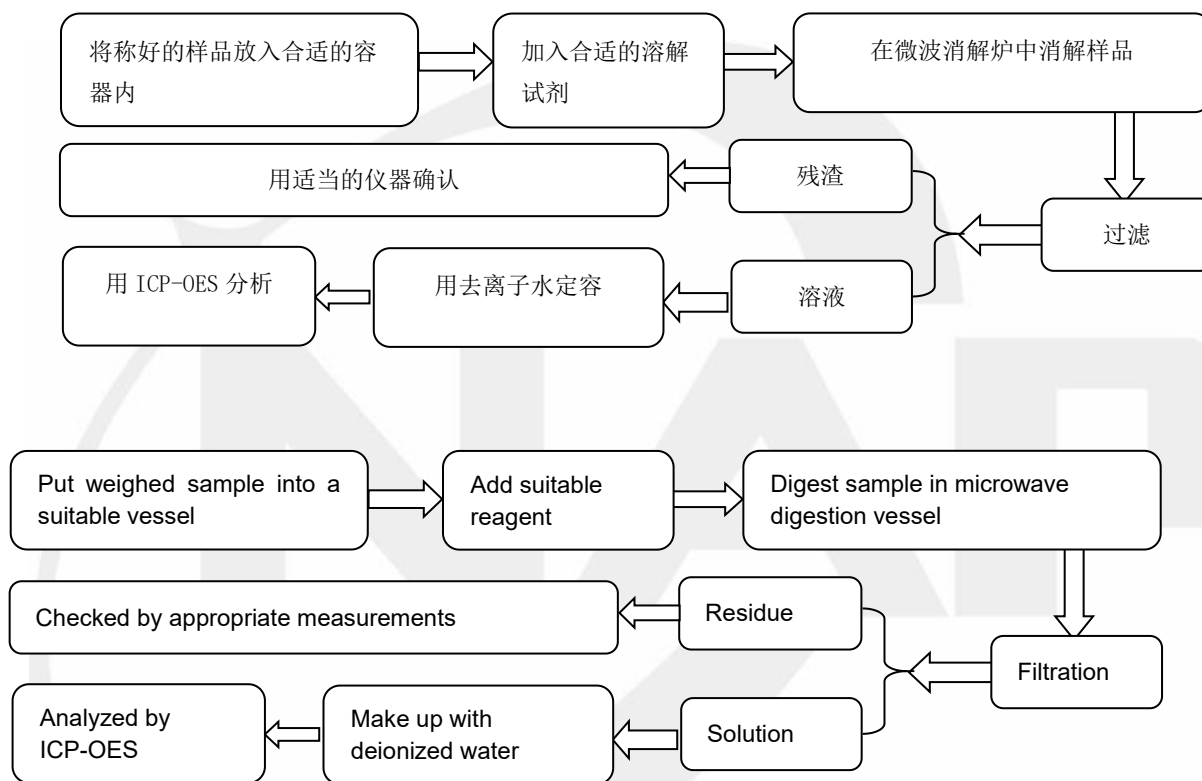 将称好的样品放入合适的容
器内
加入合适的溶解
试剂
在微波消解炉中消解样品
用适当的仪器确认
残渣
过滤
用 ICP-OES 分析
用去离子水定容
溶液
Put weighed sample into a
suitable vessel
Add suitable
reagent
Digest sample in microwave
digestion vessel
Checked by appropriate measurements
Residue
Filtration
Analyzed by
ICP-OES
Make up with
deionized water
Solution